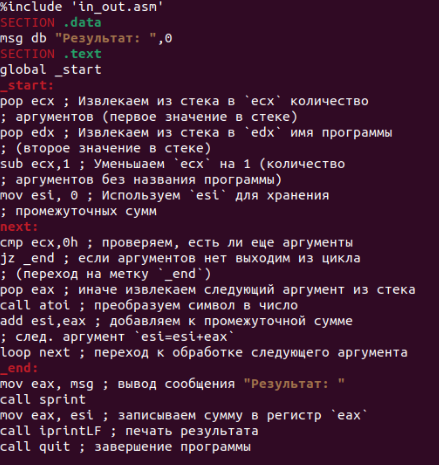 %include 'in_out.asm'
SECTION .data
msg db "Результат: ",0
SECTION .text
global _start
_start:
pop ecx ; Извлекаем из стека в `ecx` количество
; аргументов (первое значение в стеке)
pop edx ; Извлекаем из стека в `edx` имя программы
; (второе значение в стеке)
sub ecx,1 ; Уменьшаем `ecx` на 1 (количество
; аргументов без названия программы)
mov esi, 0 ; Используем `esi` для хранения
; промежуточных сумм
next:
cmp ecx,0h ; проверяем, есть ли еще аргументы
jz _end ; если аргументов нет выходим из цикла
; (переход на метку `_end`)
pop eax ; иначе извлекаем следующий аргумент из стека
call atoi ; преобразуем символ в число
add esi,eax ; добавляем к промежуточной сумме
; след. аргумент `esi=esi+eax`
loop next ; переход к обработке следующего аргумента
_end:
mov eax, msg ; вывод сообщения "Результат: "
call sprint
mov eax, esi ; записываем сумму в регистр `eax`
call iprintLF ; печать результата
call quit ; завершение программы